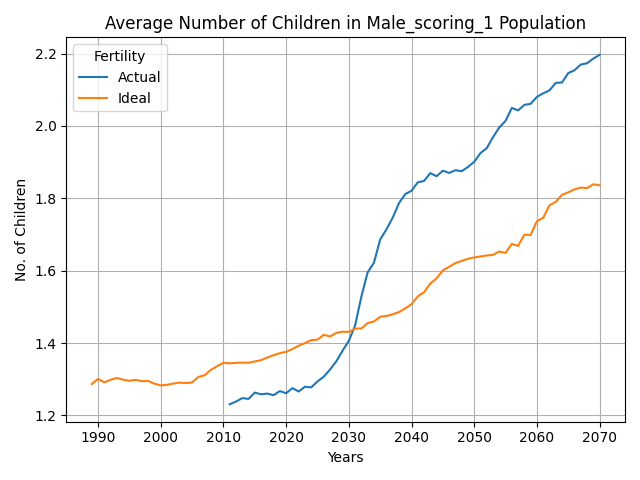 Average Number of Children in Male_scoring_1 Population
Fertility
Actual
Ideal
No. of Children
2.2
2.0
1.8
1.6
1.4
1.2
1990 2000 2010 2020 2030 2040 2050 2060 2070
Years